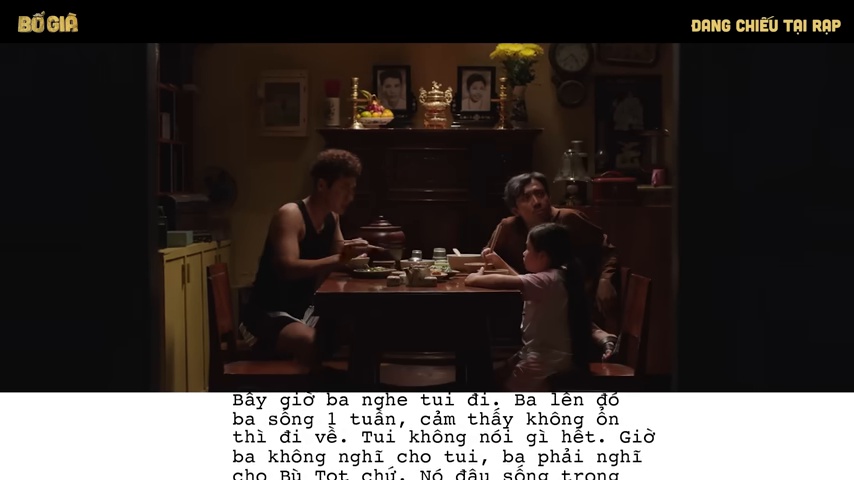 BỐ GIÀ
ĐANG CHIẾU TẠI RẠP
Bây giờ ba nghe tui đi. Ba lên đó
ba sống 1 tuần, cảm thấy không ổn
thì đi về. Tui không nói gì hết. Giờ
ba không nghĩ cho tui, ba phải nghĩ
cho Bù Tọt chứ. Nó đâu sống trong